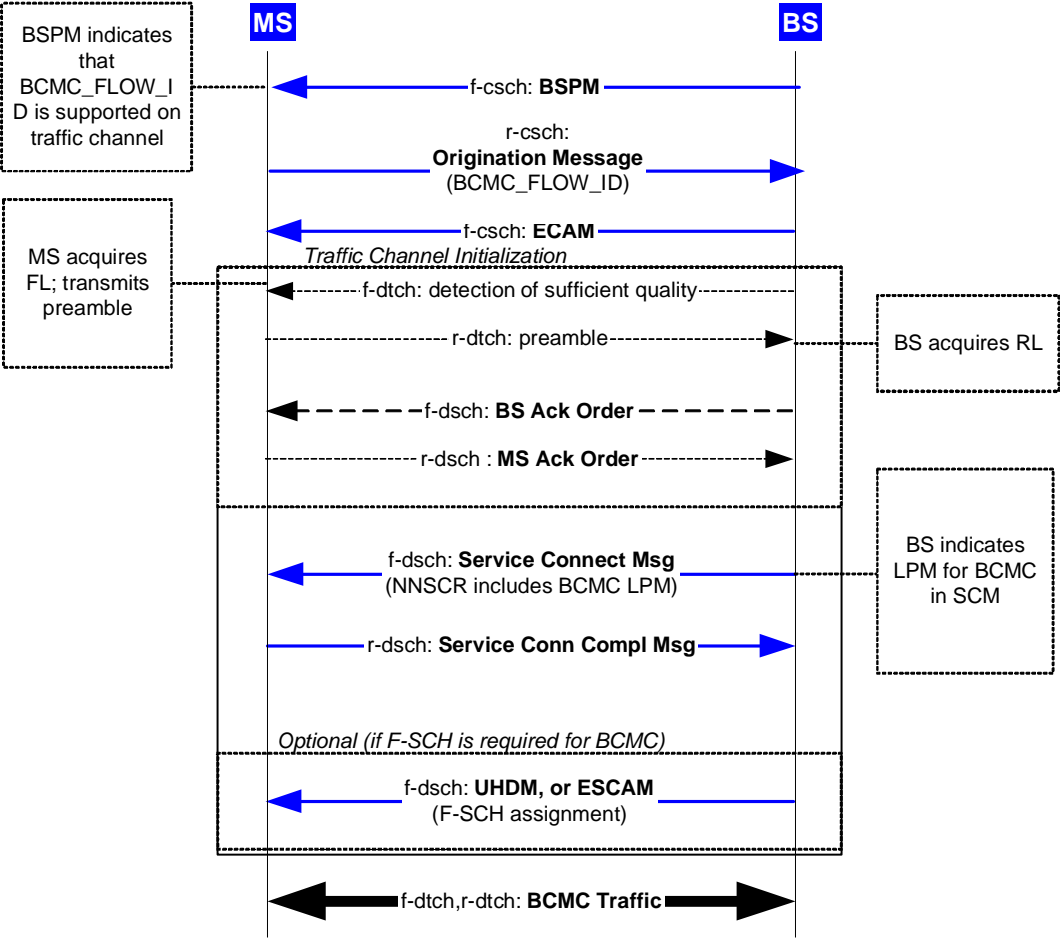 MS
BS
BSPM indicates
that
BCMC_FLOW_I
D is supported on
traffic channel
f-csch: BSPM
r-csch:
Origination Message
(BCMC_FLOW_ID)
f-csch: ECAM
Traffic Channel Initialization
MS acquires
FL; transmits
preamble
f-dtch: detection of sufficient quality
r-dtch: preamble
BS acquires RL
f-dsch: BS Ack Order
r-dsch : MS Ack Order
f-dsch: Service Connect Msg
(NNSCR includes BCMC LPM)
BS indicates
LPM for BCMC
in SCM
r-dsch: Service Conn Compl Msg
Optional (if F-SCH is required for BCMC)
f-dsch: UHDM, or ESCAM
(F-SCH assignment)
f-dtch,r-dtch: BCMC Traffic